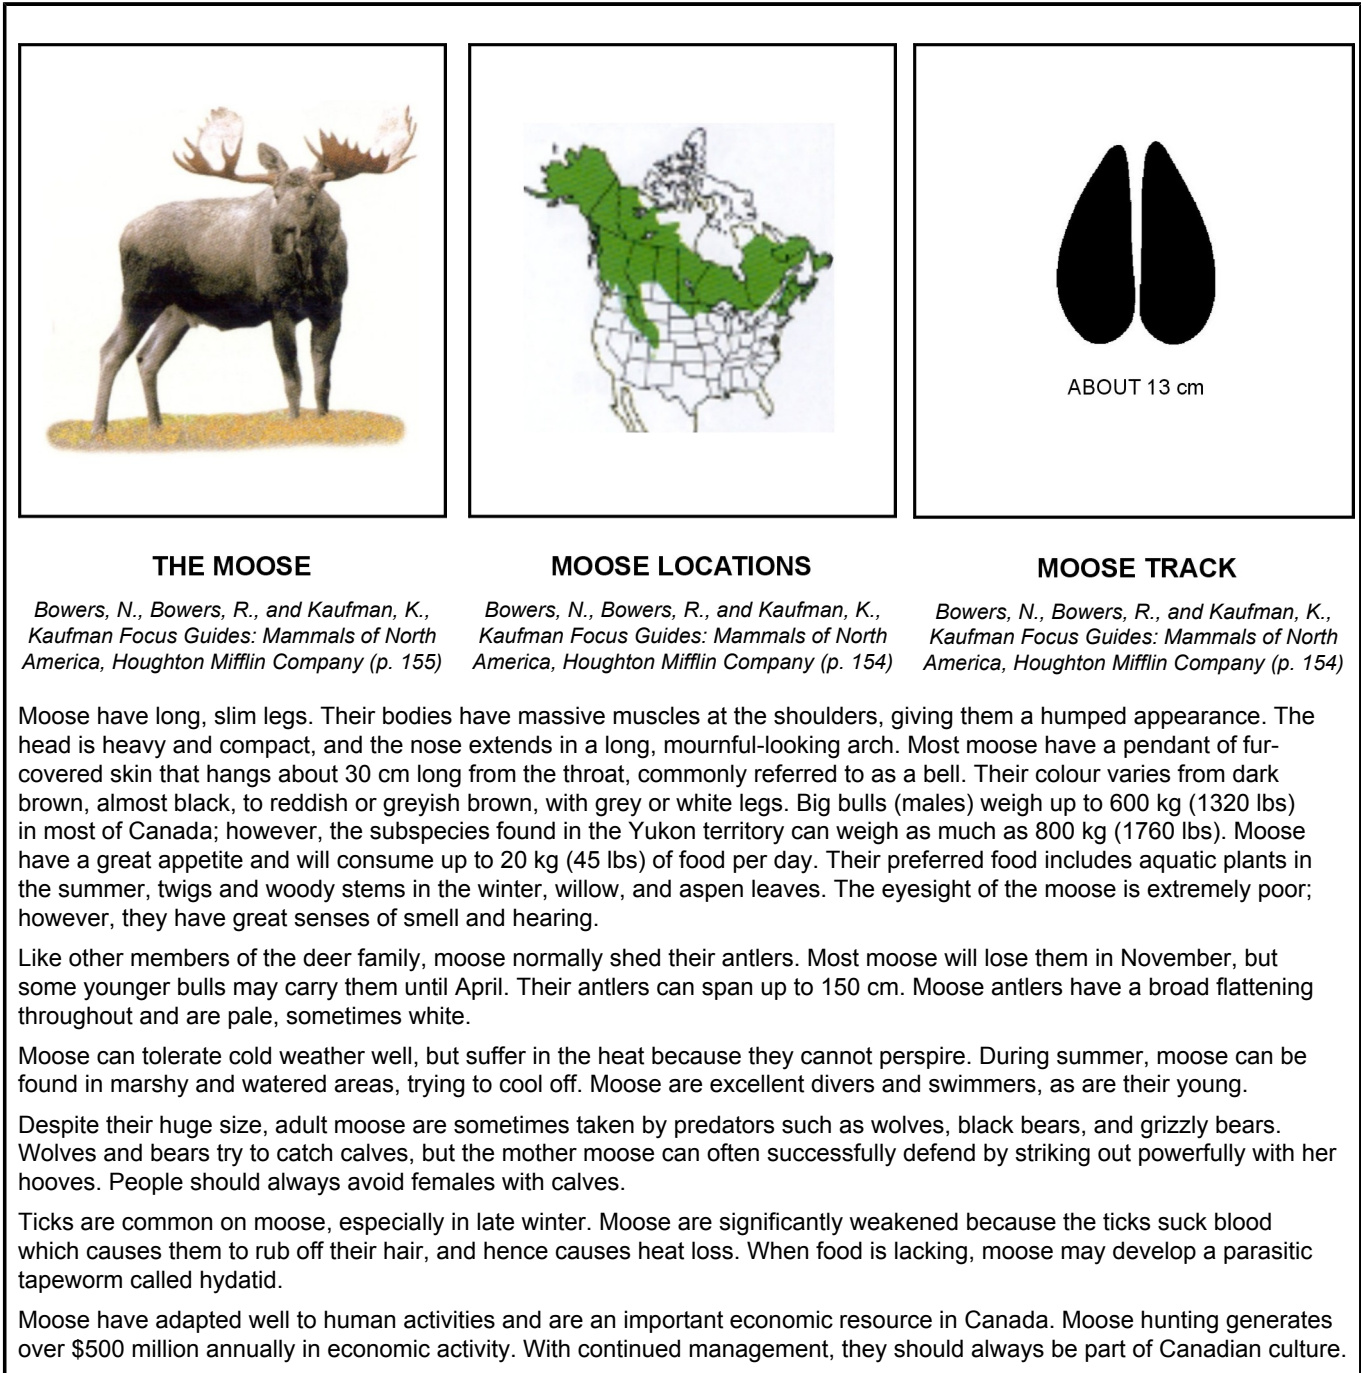 ABOUT 13 cm
THE MOOSE
Bowers, N., Bowers, R., and Kaufman, K.,
Kaufman Focus Guides: Mammals of North
America, Houghton Mifflin Company (p. 155)
MOOSE LOCATIONS
Bowers, N., Bowers, R., and Kaufman, K.,
Kaufman Focus Guides: Mammals of North
America, Houghton Mifflin Company (p. 154)
MOOSE TRACK
Bowers, N., Bowers, R., and Kaufman, K.,
Kaufman Focus Guides: Mammals of North
America, Houghton Mifflin Company (p. 154)
Moose have long, slim legs. Their bodies have massive muscles at the shoulders, giving them a humped appearance. The
head is heavy and compact, and the nose extends in a long, mournful-looking arch. Most moose have a pendant of fur-
covered skin that hangs about 30 cm long from the throat, commonly referred to as a bell. Their colour varies from dark
brown, almost black, to reddish or greyish brown, with grey or white legs. Big bulls (males) weigh up to 600 kg (1320 lbs)
in most of Canada; however, the subspecies found in the Yukon territory can weigh as much as 800 kg (1760 lbs). Moose
have a great appetite and will consume up to 20 kg (45 lbs) of food per day. Their preferred food includes aquatic plants in
the summer, twigs and woody stems in the winter, willow, and aspen leaves. The eyesight of the moose is extremely poor;
however, they have great senses of smell and hearing.
Like other members of the deer family, moose normally shed their antlers. Most moose will lose them in November, but
some younger bulls may carry them until April. Their antlers can span up to 150 cm. Moose antlers have a broad flattening
throughout and are pale, sometimes white.
Moose can tolerate cold weather well, but suffer in the heat because they cannot perspire. During summer, moose can be
found in marshy and watered areas, trying to cool off. Moose are excellent divers and swimmers, as are their young.
Despite their huge size, adult moose are sometimes taken by predators such as wolves, black bears, and grizzly bears.
Wolves and bears try to catch calves, but the mother moose can often successfully defend by striking out powerfully with her
hooves. People should always avoid females with calves.
Ticks are common on moose, especially in late winter. Moose are significantly weakened because the ticks suck blood
which causes them to rub off their hair, and hence causes heat loss. When food is lacking, moose may develop a parasitic
tapeworm called hydatid.
Moose have adapted well to human activities and are an important economic resource in Canada. Moose hunting generates
over $500 million annually in economic activity. With continued management, they should always be part of Canadian culture.